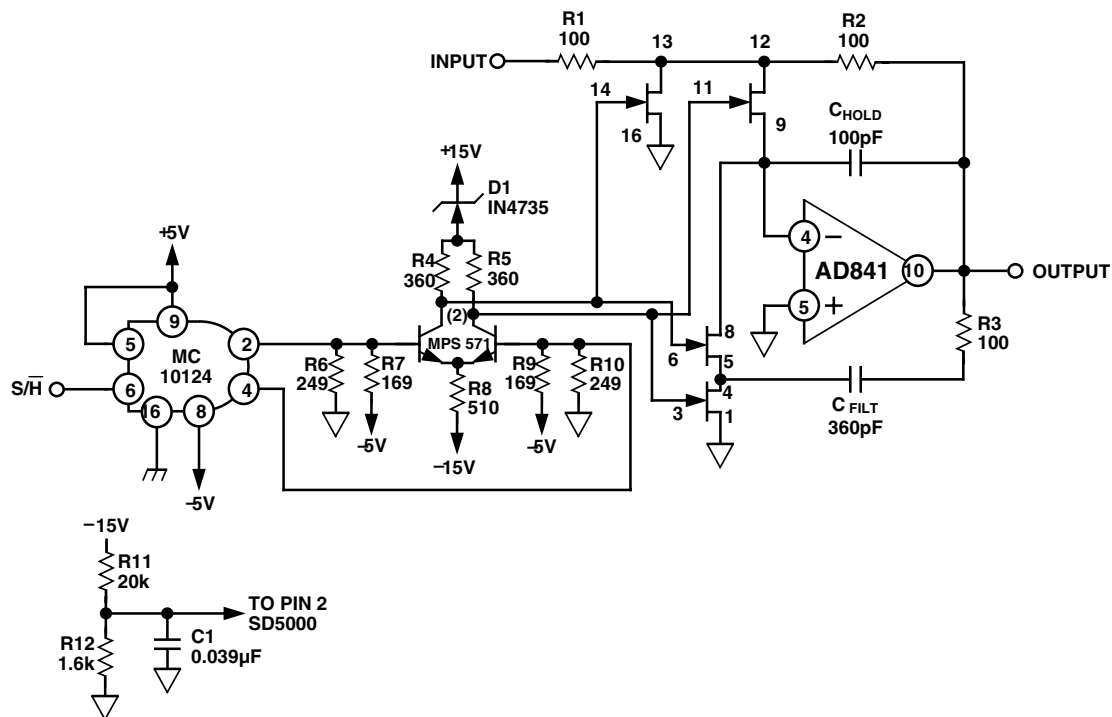 R1
100
13
12
R2
100
INPUT
14
11
16
9
CHOLD
100pF
+15V
D1
IN4735
R4
360
R5
360
4
–
AD841
10
OUTPUT
5
+
R3
100
+5V
9
5
2
MC
10124
S/H̅
6
4
16
8
–5V
(2)
MPS 571
R6
249
R7
169
–5V
R8
510
–15V
R9
169
–5V
R10
249
8
6
5
4
3
1
CFILT
360pF
–15V
R11
20k
TO PIN 2
SD5000
R12
1.6k
C1
0.039µF